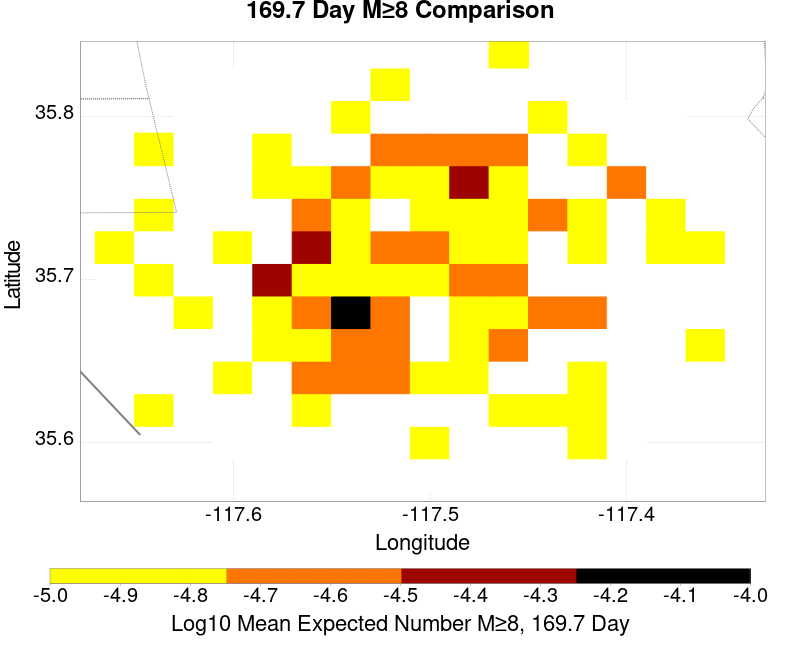 169.7 Day M≥8 Comparison
Latitude
35.8
35.7
35.6
-117.6 -117.5 -117.4
Longitude
-5.0 -4.9 -4.8 -4.7 -4.6 -4.5 -4.4 -4.3 -4.2 -4.1 -4.0
Log10 Mean Expected Number M≥8, 169.7 Day